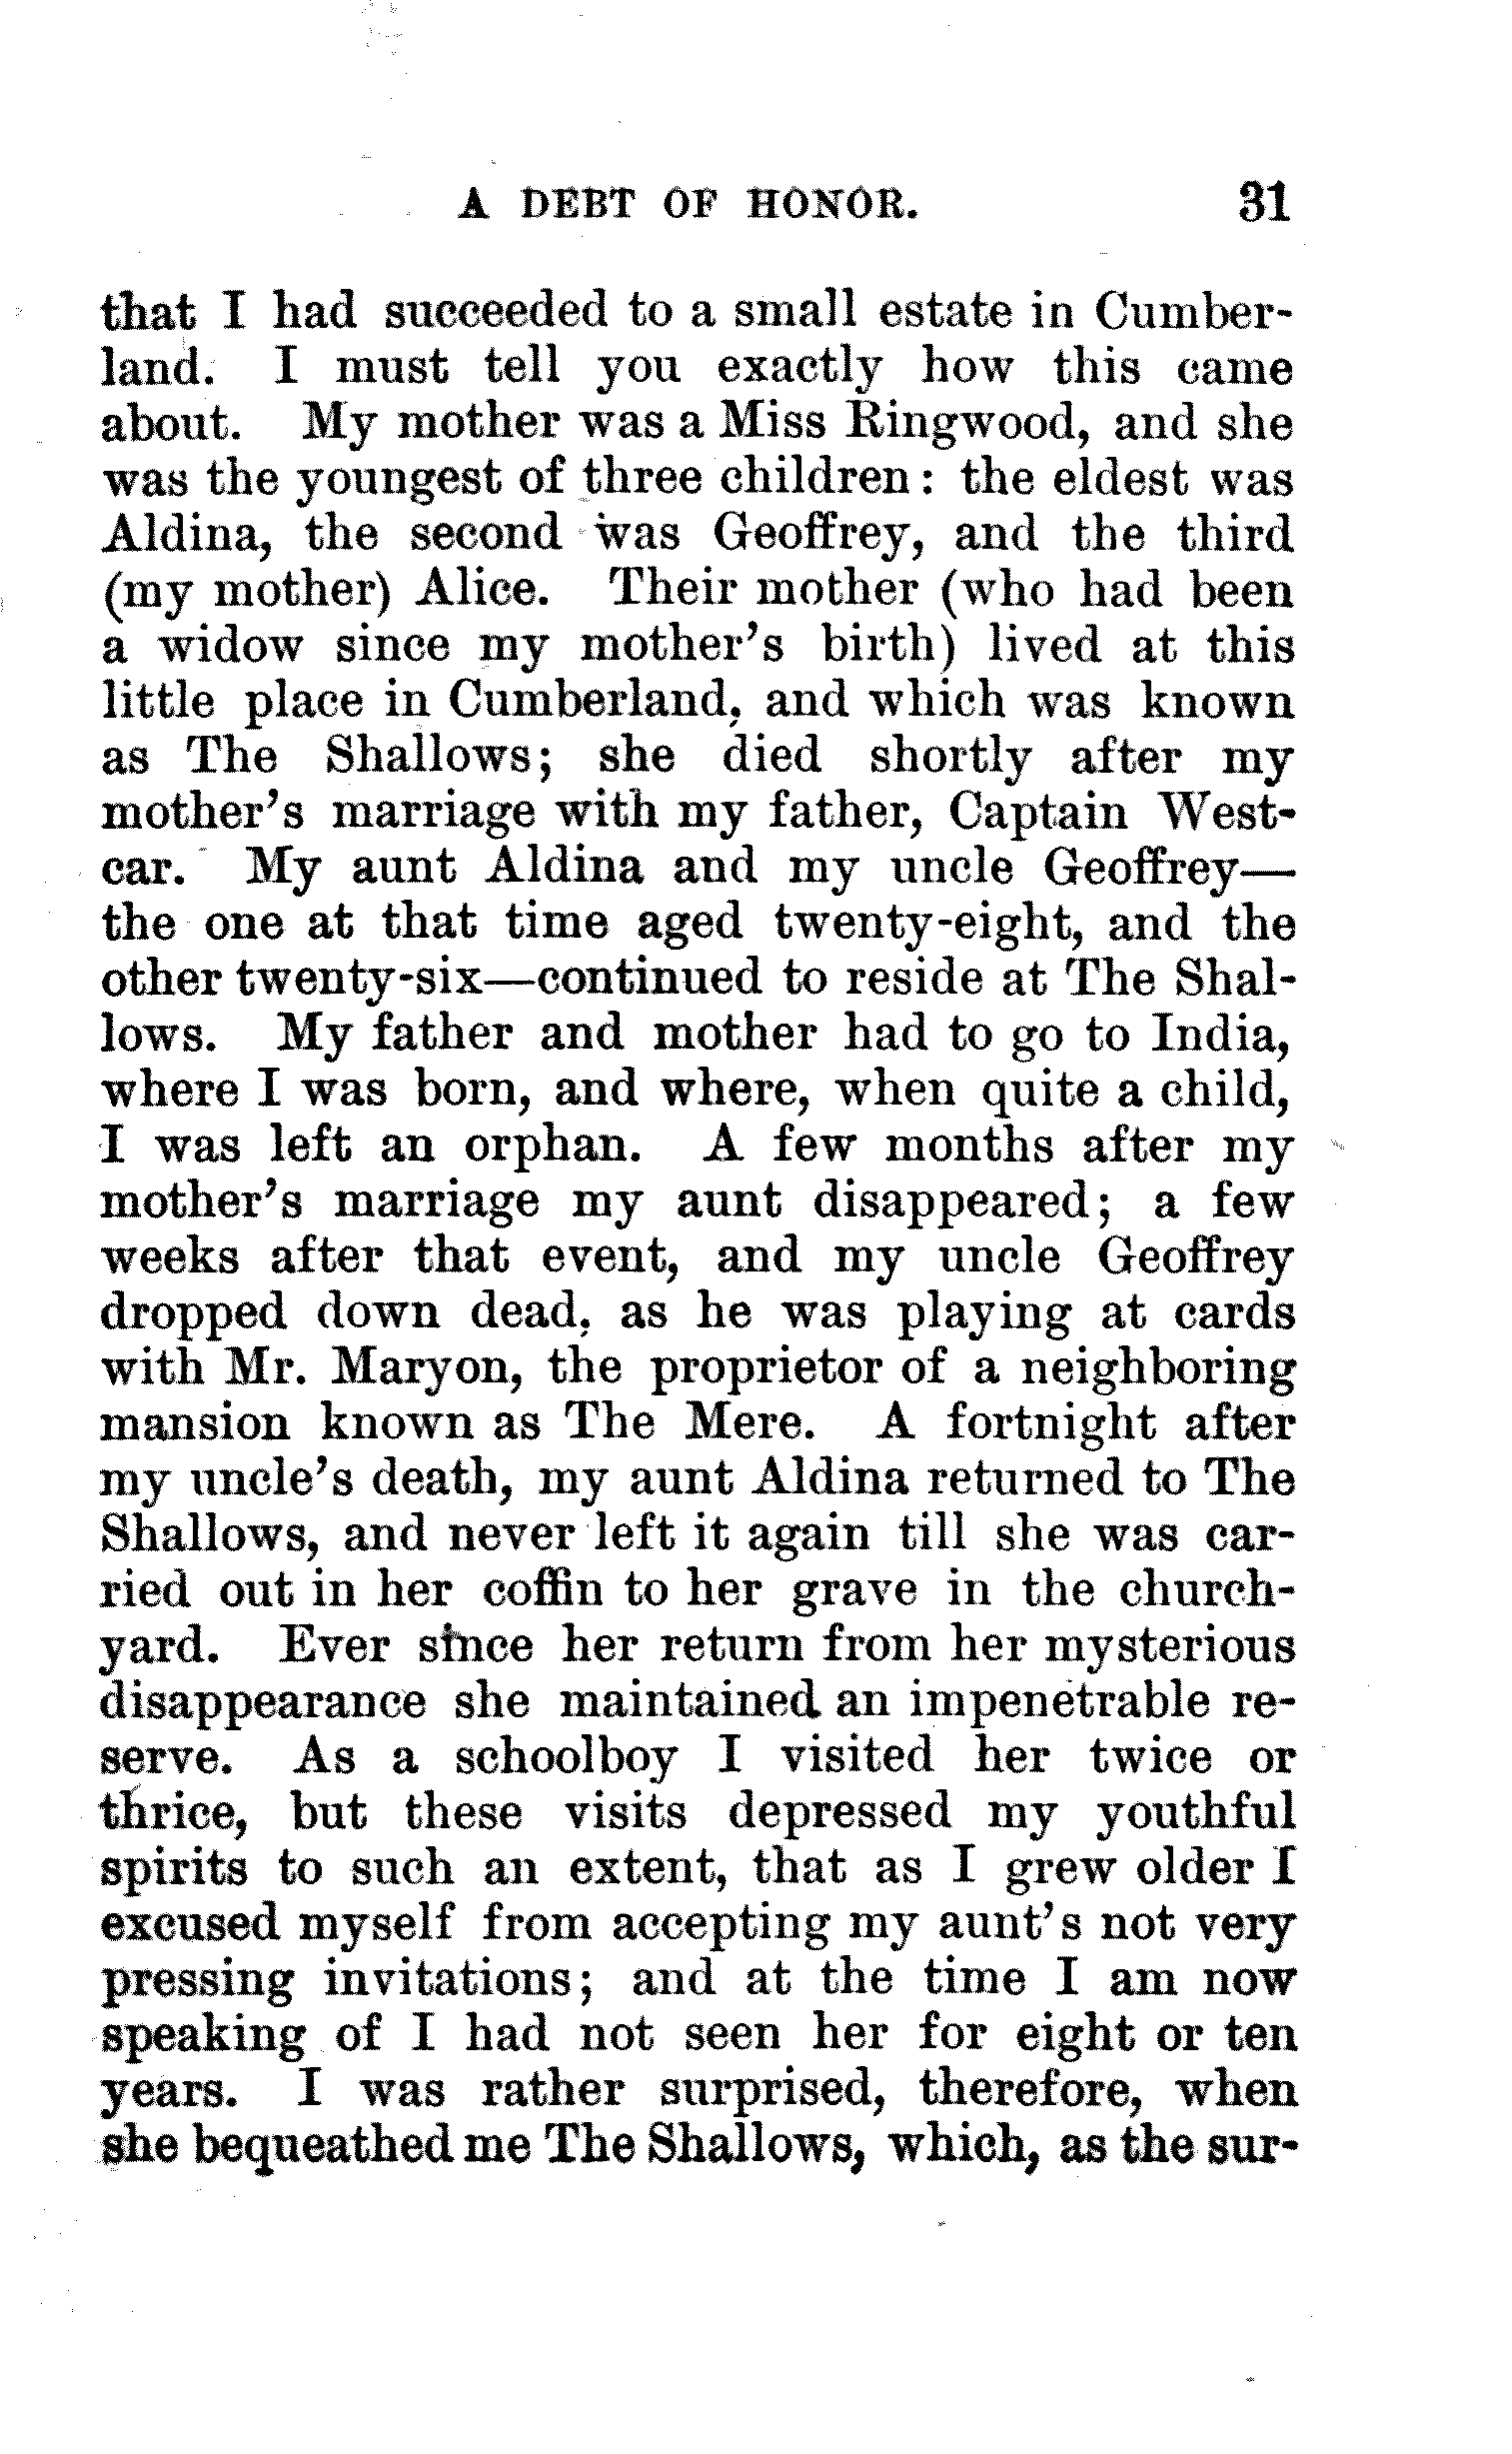 A DEBT OF HONOR. 31
that I had succeeded to a small estate in Cumber-
land. I must tell you exactly how this came
about. My mother was a Miss Ringwood, and she
was the youngest of three children: the eldest was
Aldina, the second was Geoffrey, and the third
(my mother) Alice. Their mother (who had been
a widow since my mother's birth) lived at this
little place in Cumberland, and which was known
as The Shallows; she died shortly after my
mother's marriage with my father, Captain West-
car. My aunt Aldina and my uncle Geoffrey—
the one at that time aged twenty-eight, and the
other twenty-six—continued to reside at The Shal-
lows. My father and mother had to go to India,
where I was born, and where, when quite a child,
I was left an orphan. A few months after my
mother's marriage my aunt disappeared; a few
weeks after that event, and my uncle Geoffrey
dropped down dead, as he was playing at cards
with Mr. Maryon, the proprietor of a neighboring
mansion known as The Mere. A fortnight after
my uncle's death, my aunt Aldina returned to The
Shallows, and never left it again till she was car-
ried out in her coffin to her grave in the church-
yard. Ever since her return from her mysterious
disappearance she maintained an impenetrable re-
serve. As a schoolboy I visited her twice or
thrice, but these visits depressed my youthful
spirits to such an extent, that as I grew older I
excused myself from accepting my aunt's not very
pressing invitations; and at the time I am now
speaking of I had not seen her for eight or ten
years. I was rather surprised, therefore, when
she bequeathed me The Shallows, which, as the sur-